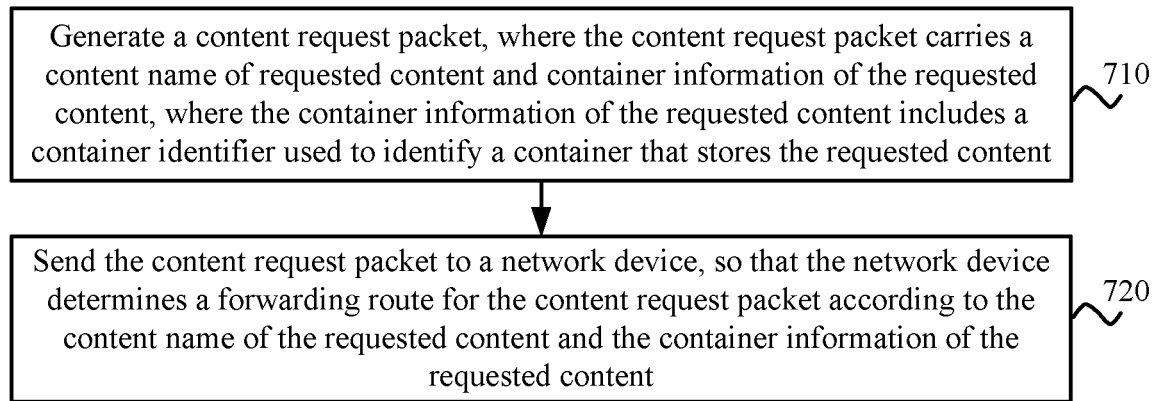 Generate a content request packet, where the content request packet carries a
content name of requested content and container information of the requested
content, where the container information of the requested content includes a
container identifier used to identify a container that stores the requested content
710
Send the content request packet to a network device, so that the network device
determines a forwarding route for the content request packet according to the
content name of the requested content and the container information of the
requested content
720